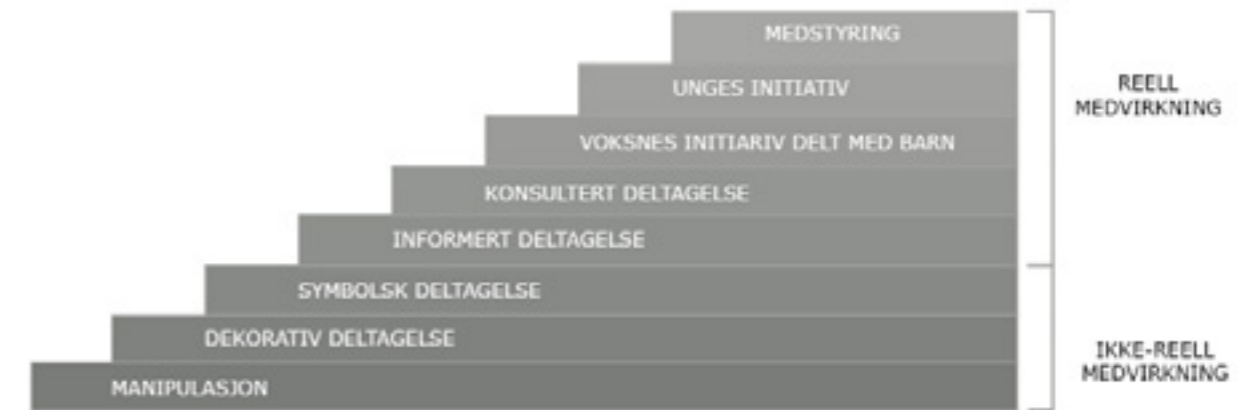 MEDSTYRING
UNGES INITIATIV
VOKSNES INITIARIV DELT MED BARN
KONSULTERT DELTAGELSE
INFORMERT DELTAGELSE
SYMBOLSK DELTAGELSE
DEKORATIV DELTAGELSE
MANIPULASJON
REELL
MEDVIRKNING
IKKE-REELL
MEDVIRKNING